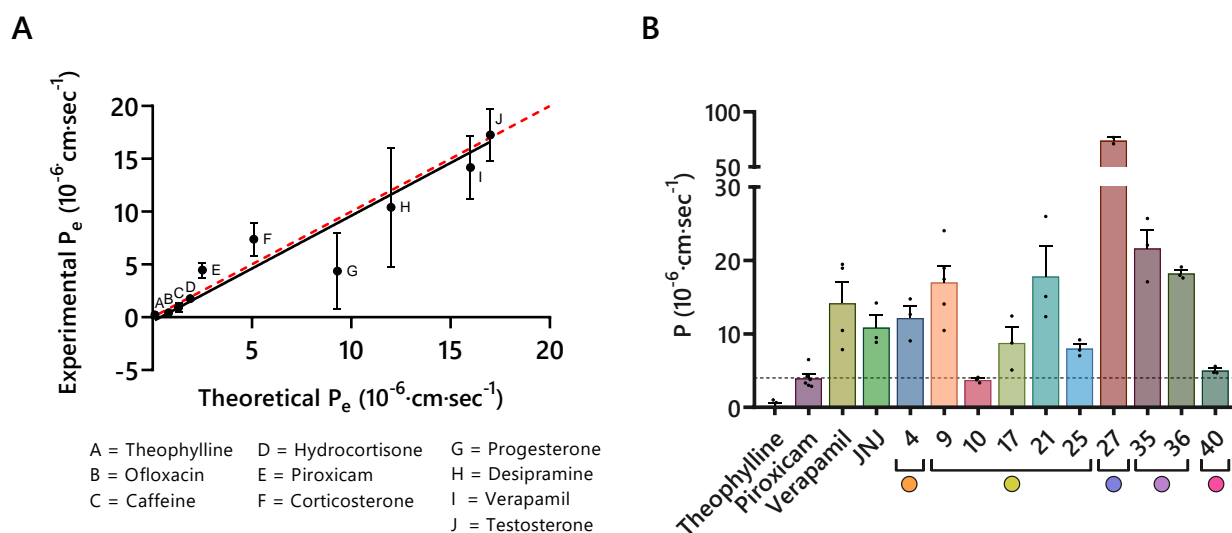 A
B
Experimental Pe (10-6·cm·sec-1)
20
15
10
5
0
-5
5
10
15
20
A
B
C
D
E
F
G
H
I
J
Theoretical Pe (10-6·cm·sec-1)
A = Theophylline
B = Ofloxacin
C = Caffeine
D = Hydrocortisone
E = Piroxicam
F = Corticosterone
G = Progesterone
H = Desipramine
I = Verapamil
J = Testosterone
P (10-6·cm·sec-1)
100
50
30
20
10
0
Theophylline
Piroxicam
Verapamil
JNJ
4
9
10
17
21
25
27
35
36
40